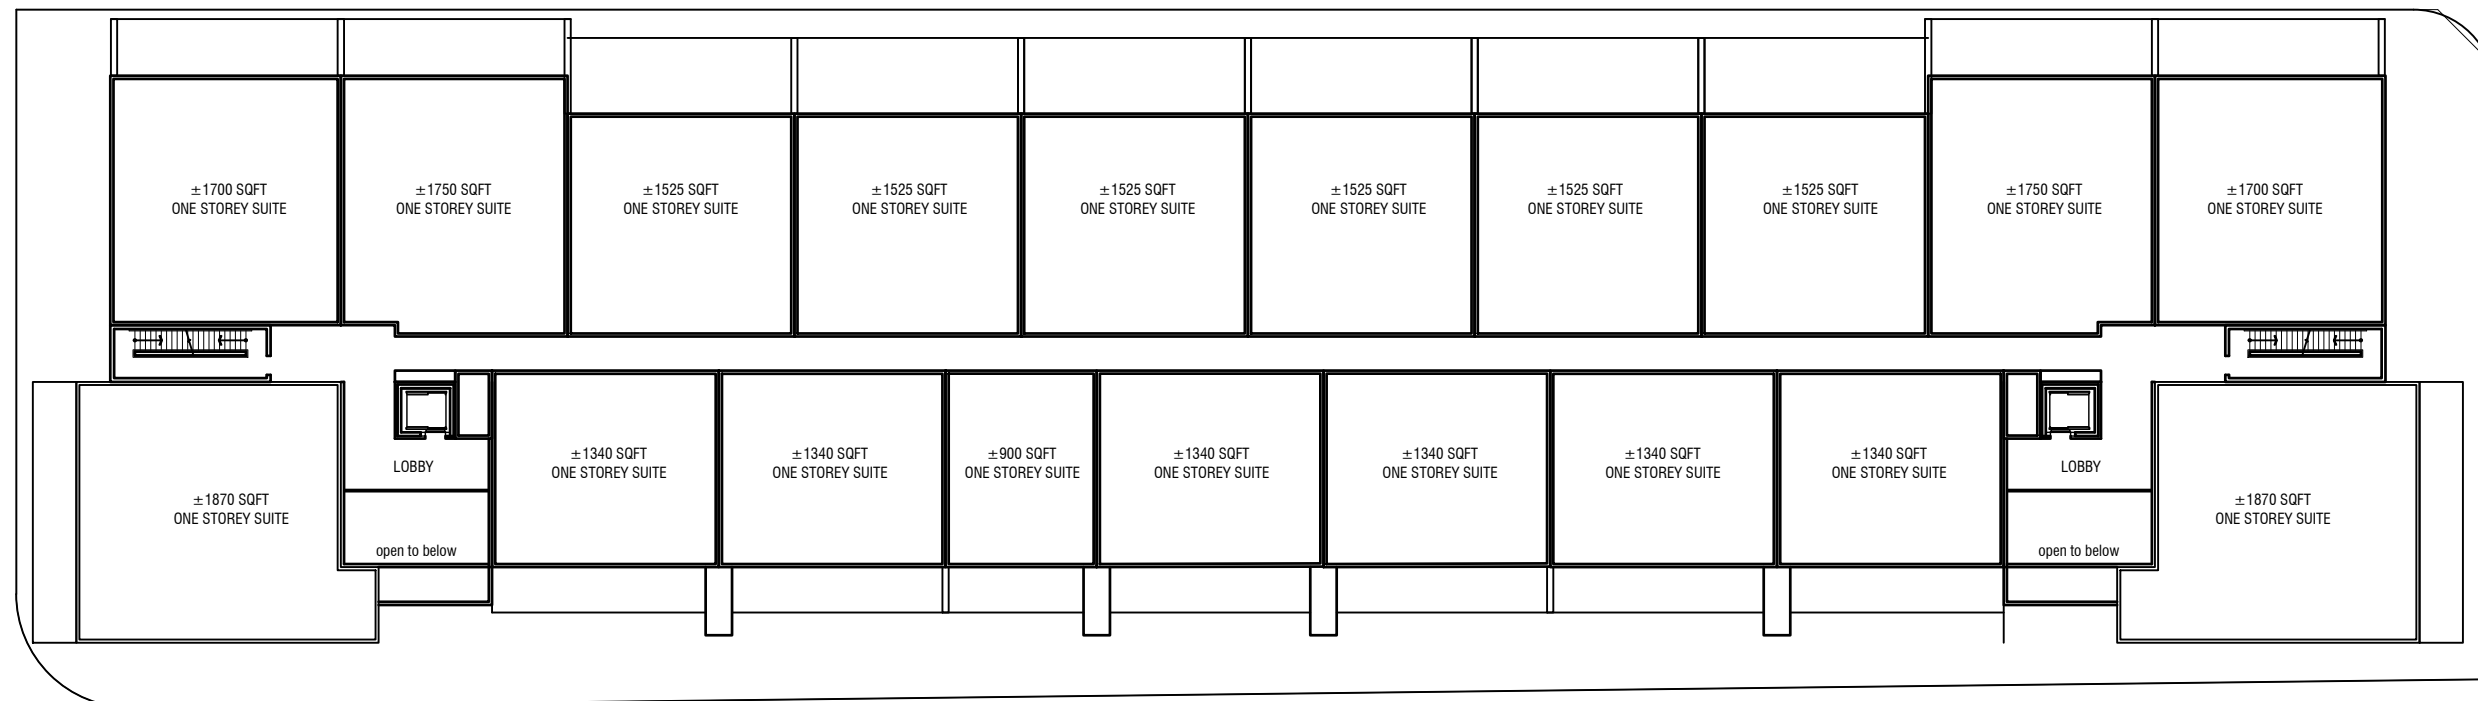 ±1700 SQFT
ONE STOREY SUITE
±1750 SQFT
ONE STOREY SUITE
±1525 SQFT
ONE STOREY SUITE
±1525 SQFT
ONE STOREY SUITE
±1525 SQFT
ONE STOREY SUITE
±1525 SQFT
ONE STOREY SUITE
±1525 SQFT
ONE STOREY SUITE
±1525 SQFT
ONE STOREY SUITE
±1750 SQFT
ONE STOREY SUITE
±1700 SQFT
ONE STOREY SUITE
±1870 SQFT
ONE STOREY SUITE
LOBBY
open to below
±1340 SQFT
ONE STOREY SUITE
±1340 SQFT
ONE STOREY SUITE
±900 SQFT
ONE STOREY SUITE
±1340 SQFT
ONE STOREY SUITE
±1340 SQFT
ONE STOREY SUITE
±1340 SQFT
ONE STOREY SUITE
±1340 SQFT
ONE STOREY SUITE
LOBBY
open to below
±1870 SQFT
ONE STOREY SUITE